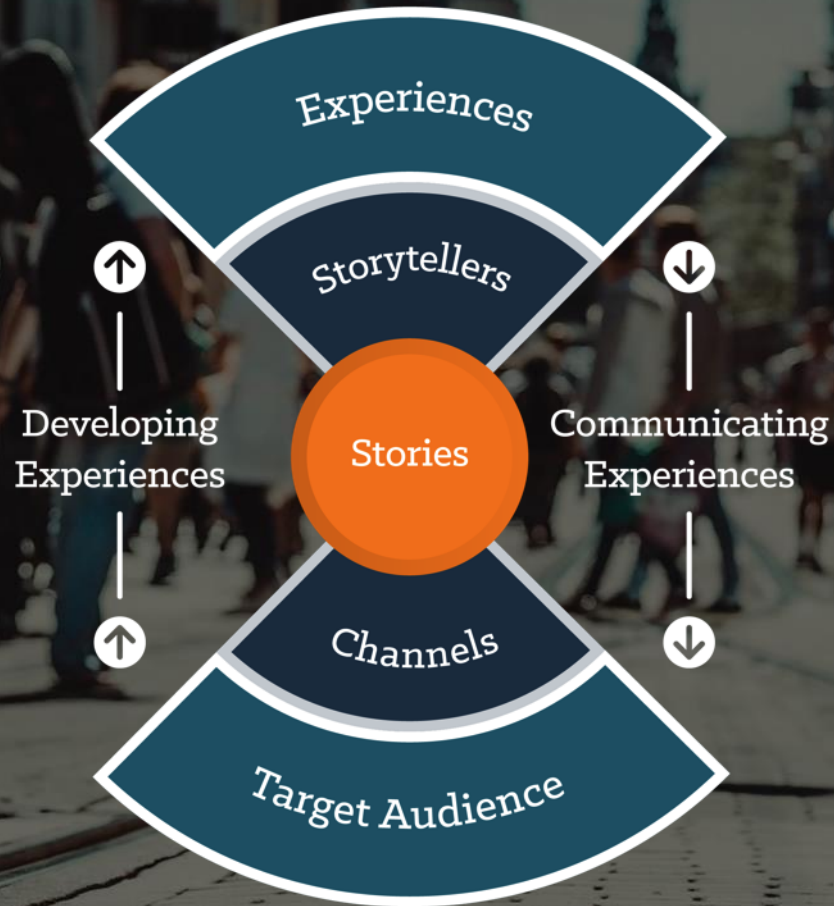 Experiences
Storytellers
Developing
Experiences
Stories
Communicating
Experiences
Channels
Target Audience